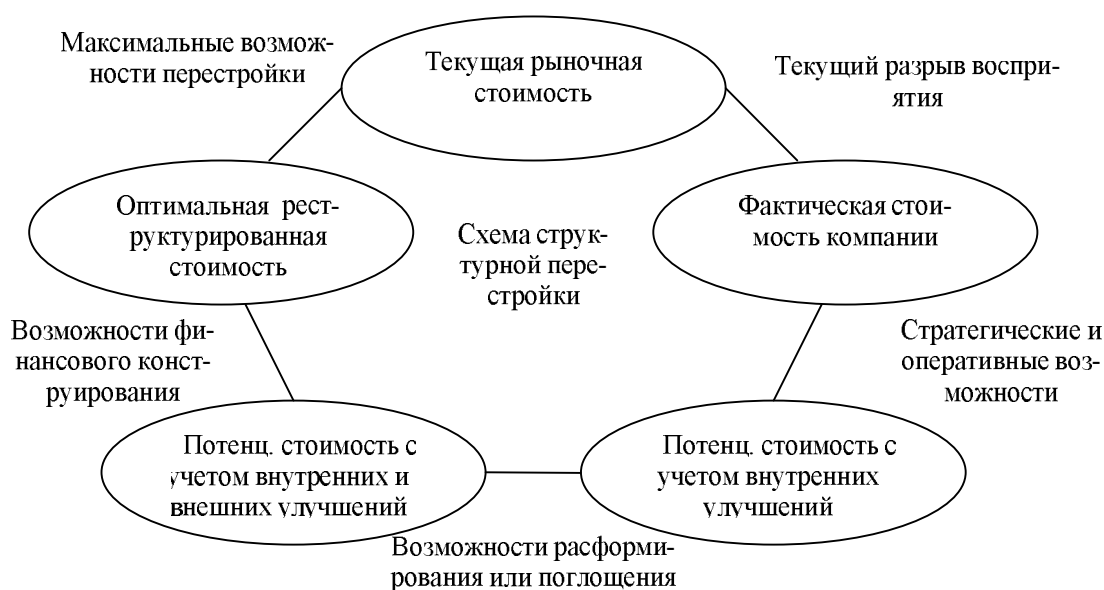 Максимальные возмож-
ности перестройки
Текущая рыночная
стоимость
Текущий разрыв воспри-
ятия
Оптимальная рест-
руктурированная
стоимость
Схема струк-
турной пере-
стройки
Фактическая стои-
мость компании
Возможности фи-
нансового конст-
руирования
Стратегические и
оперативные воз-
можности
Потенц. стоимость с
учетом внутренних и
внешних улучшений
Потенц. стоимость с
учетом внутренних
улучшений
Возможности расформи-
рования или поглощения